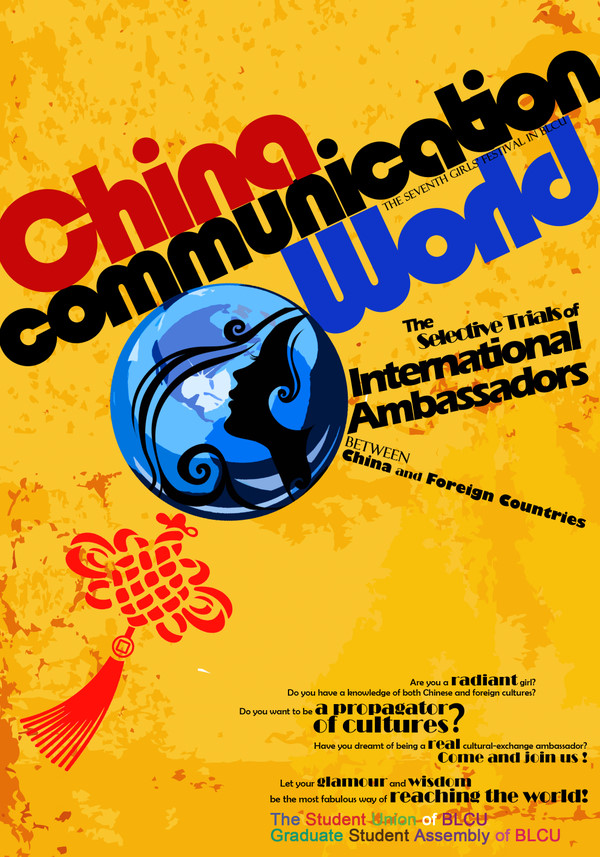 China
communication
THE SEVENTH GIRLS' FESTIVAL IN BLCU
World
The
Selective Trials of
International
Ambassadors
BETWEEN
China and Foreign Countries
Are you a radiant girl?
Do you have a knowledge of both Chinese and foreign cultures?
Do you want to be a propagator
of cultures?
Have you dreamt of being a real cultural-exchange ambassador?
Come and join us !
Let your glamour and wisdom
be the most fabulous way of reaching the world!
The Student Union of BLCU
Graduate Student Assembly of BLCU